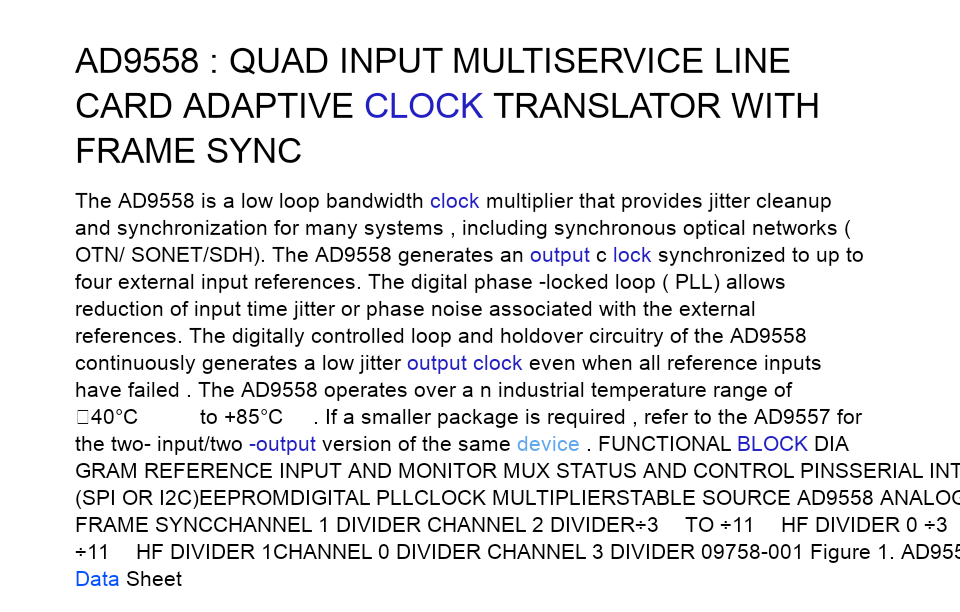 AD9558 : QUAD INPUT MULTISERVICE LINE
CARD ADAPTIVE CLOCK TRANSLATOR WITH
FRAME SYNC
The AD9558 is a low loop bandwidth clock multiplier that provides jitter cleanup
and synchronization for many systems , including synchronous optical networks (
OTN/ SONET/SDH). The AD9558 generates an output c lock synchronized to up to
four external input references. The digital phase -locked loop ( PLL) allows
reduction of input time jitter or phase noise associated with the external
references. The digitally controlled loop and holdover circuitry of the AD9558
continuously generates a low jitter output clock even when all reference inputs
have failed . The AD9558 operates over a n industrial temperature range of
□40°C to +85°C . If a smaller package is required , refer to the AD9557 for
the two- input/two -output version of the same device . FUNCTIONAL BLOCK DIA
GRAM REFERENCE INPUT AND MONITOR MUX STATUS AND CONTROL PINSSERIAL INT
(SPI OR I2C)EEPROMDIGITAL PLLCLOCK MULTIPLIERSTABLE SOURCE AD9558 ANALOG
FRAME SYNCCHANNEL 1 DIVIDER CHANNEL 2 DIVIDER÷3 TO ÷11 HF DIVIDER 0 ÷3
÷11 HF DIVIDER 1CHANNEL 0 DIVIDER CHANNEL 3 DIVIDER 09758-001 Figure 1. AD955
Data Sheet